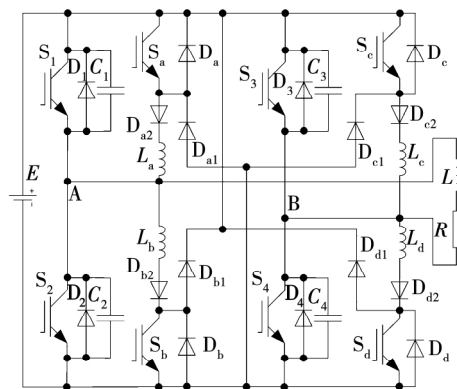 S1 D1 C1 Sa Da S3 D3 C3 Sc Dc
Da2 Da1 Dc1 Dc2
La Lc
E + - A B L
R
Lb Ld
Db2 Db1 Dd1 Dd2
S2 D2 C2 Sb Db S4 D4 C4 Sd Dd